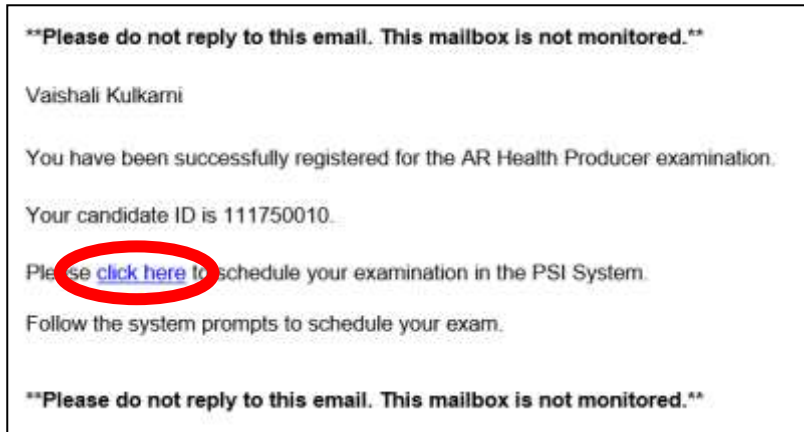 **Please do not reply to this email. This mailbox is not monitored.**
Vaishali Kulkarni
You have been successfully registered for the AR Health Producer examination.
Your candidate ID is 111750010.
Please click here to schedule your examination in the PSI System.
Follow the system prompts to schedule your exam.
**Please do not reply to this email. This mailbox is not monitored.**